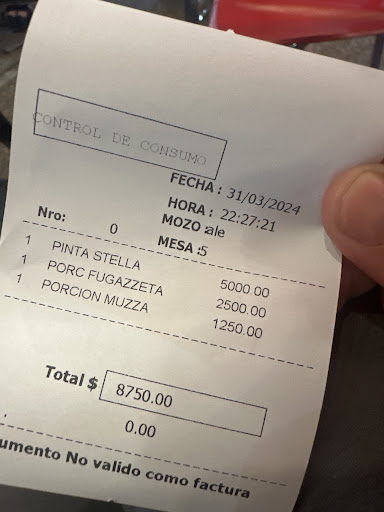 CONTROL DE CONSUMO
FECHA : 31/03/2024
HORA : 22:27:21
MOZO :ale
Nro: 0 MESA :5
1 PINTA STELLA 5000.00
1 PORC FUGAZZETA 2500.00
1 PORCION MUZZA 1250.00
Total $ 8750.00
0.00
umento No valido como factura